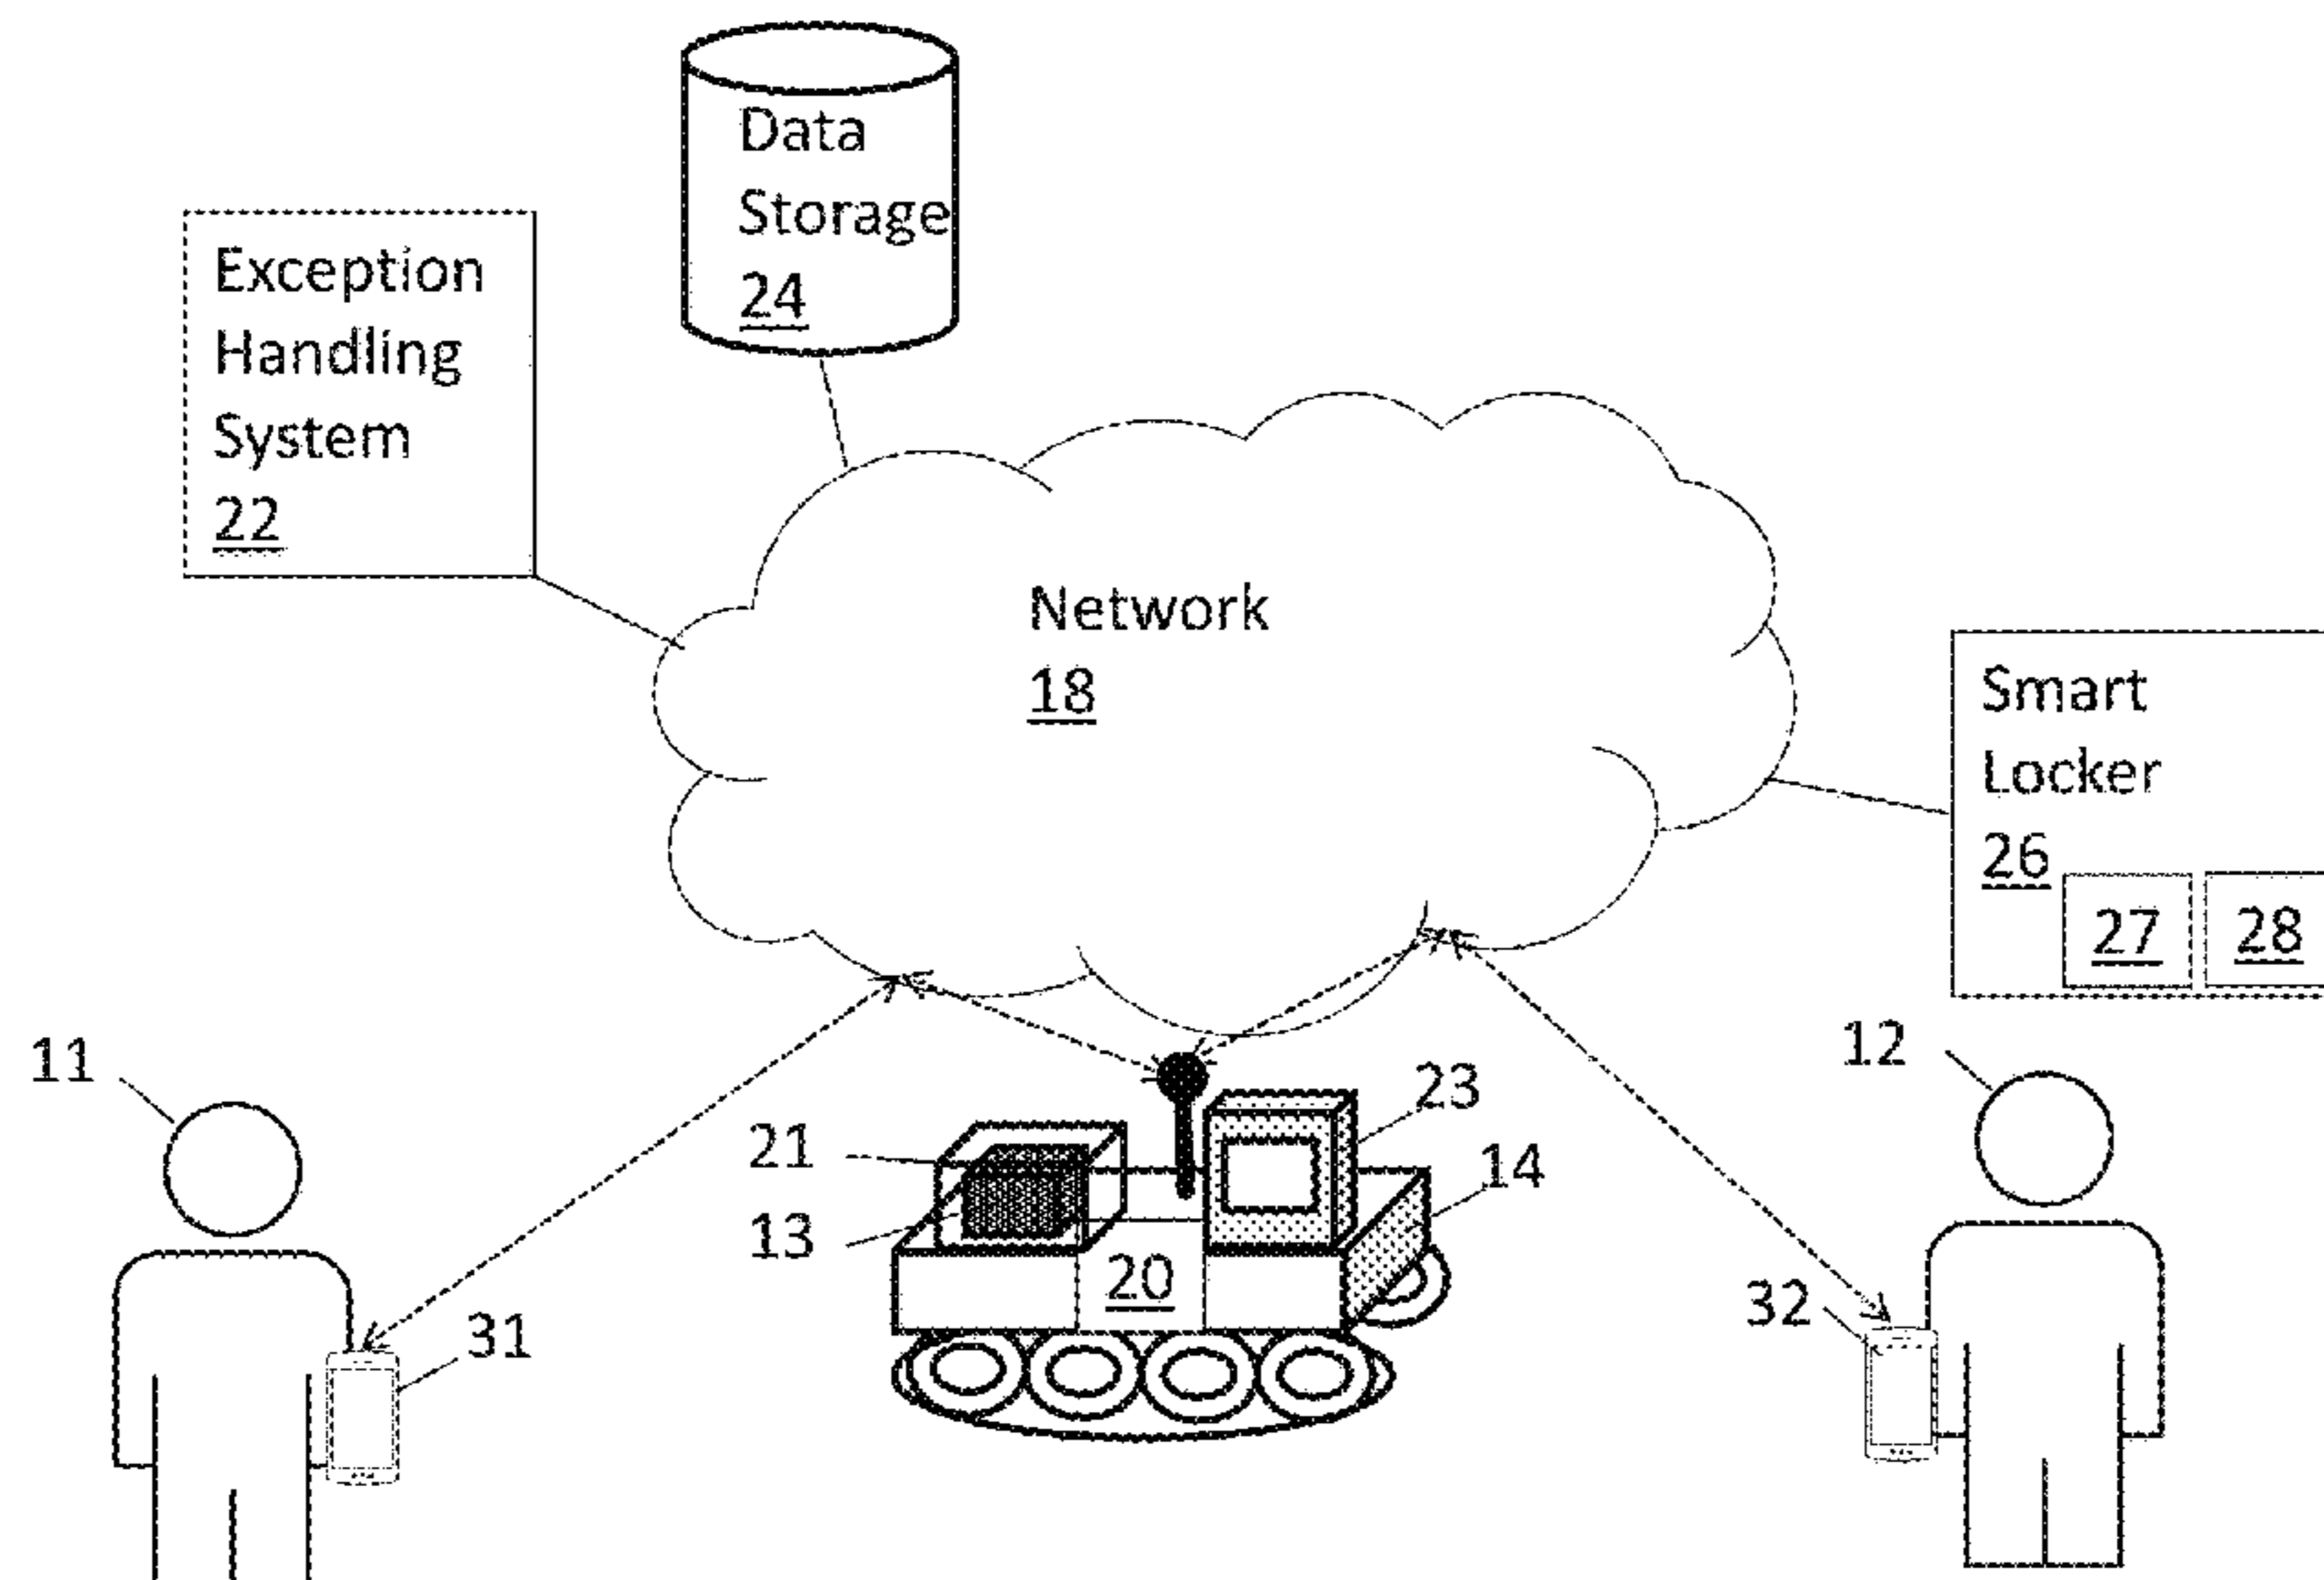 Data
Storage
24
Exception
Handling
System
22
Network
18
Smart
Locker
26
27
28
11
12
23
21
14
13
20
31
32